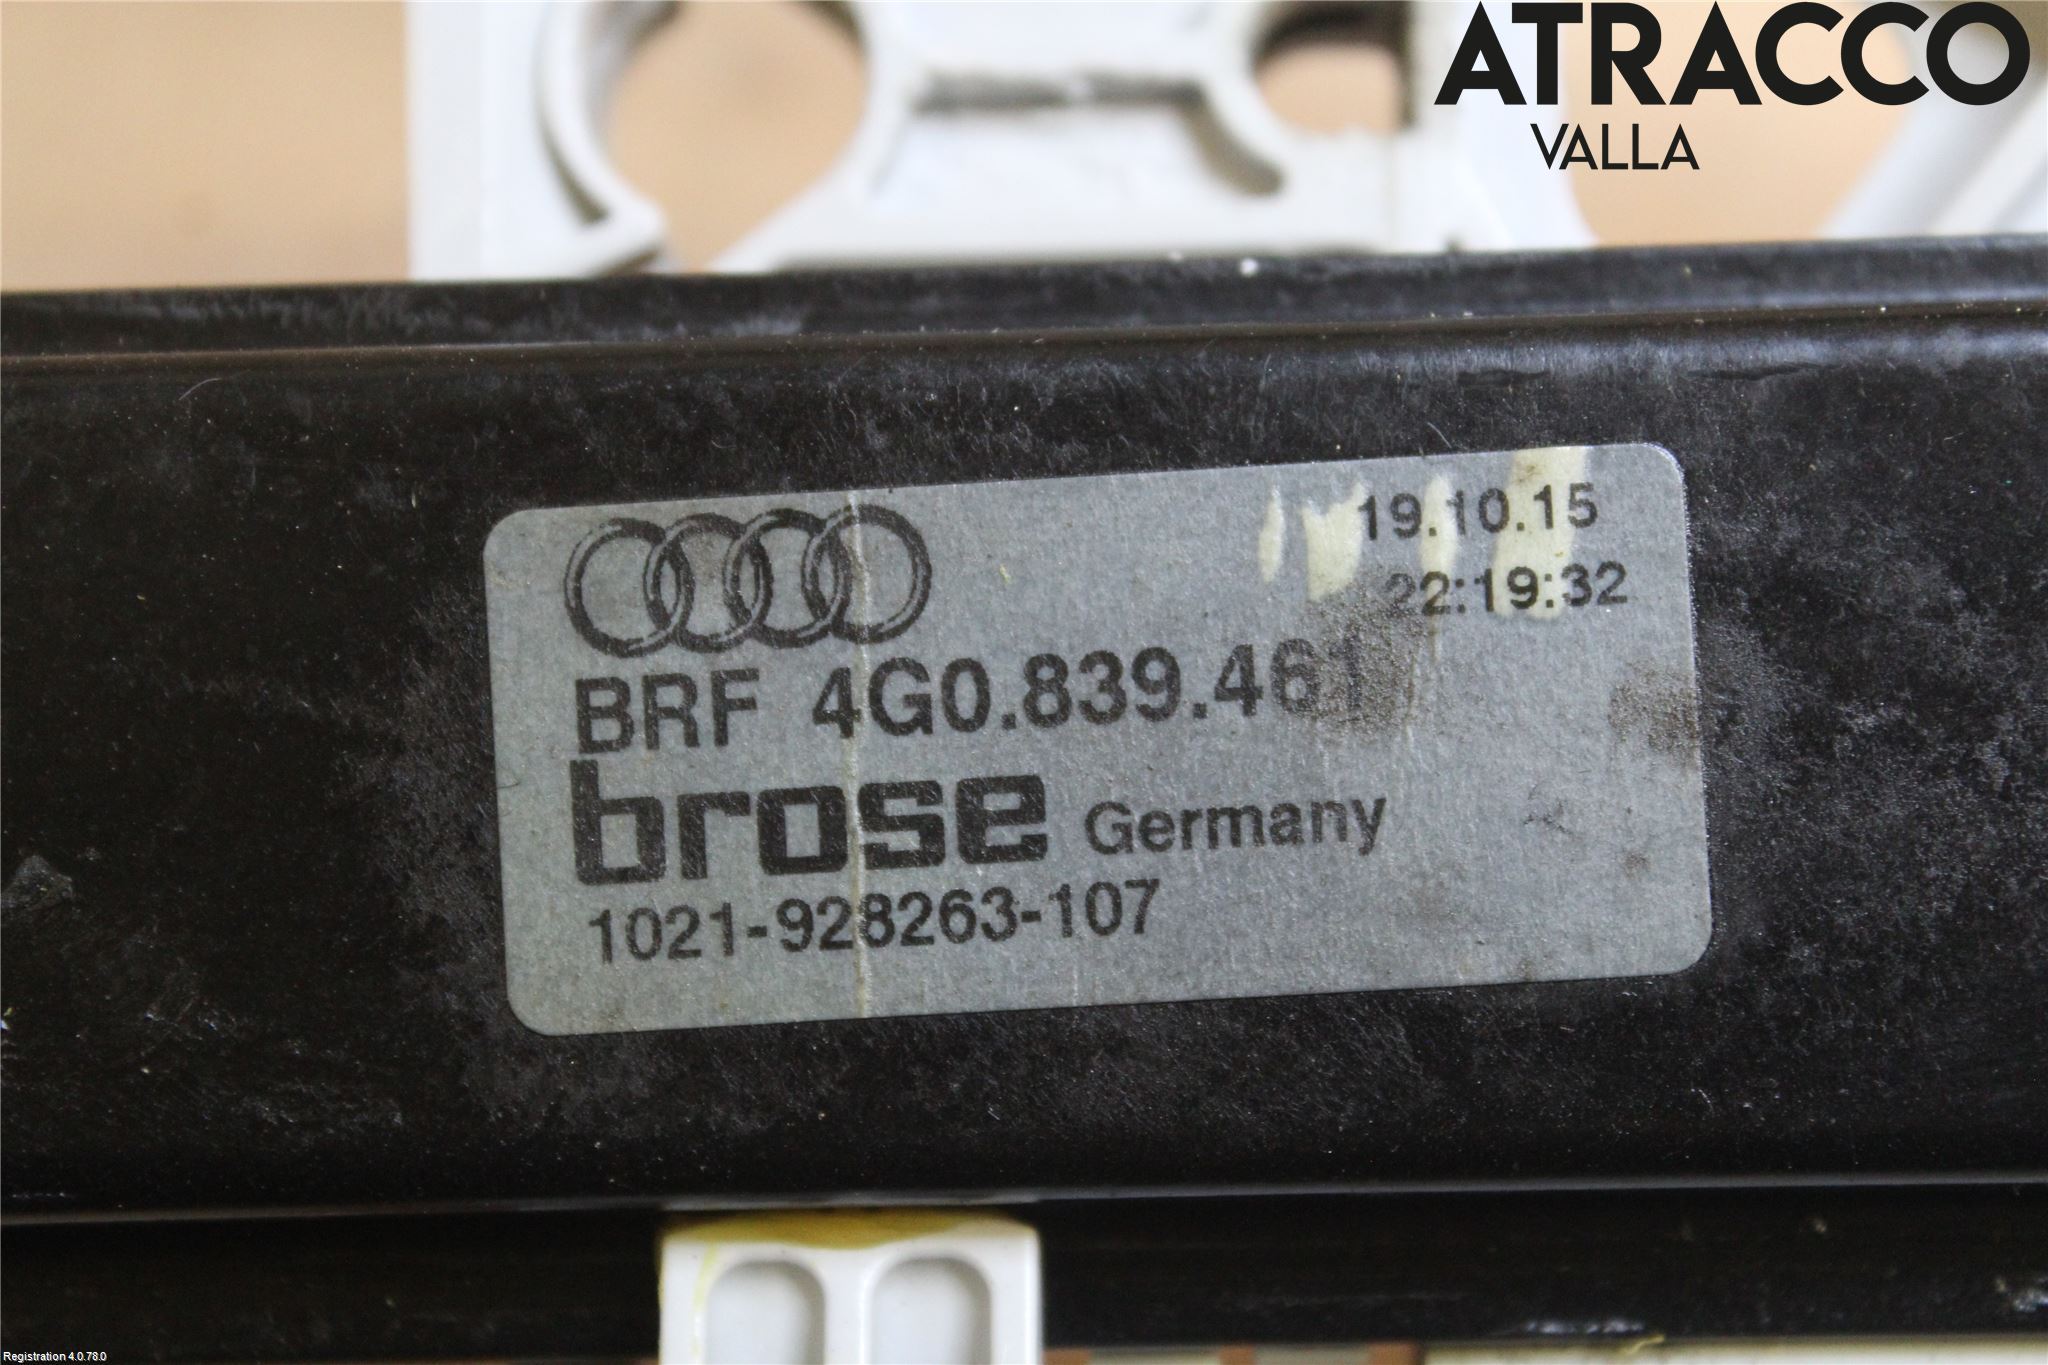 ATRACCO
VALLA
19.10.15
22:19:32
BRF 4G0.839.461
brose Germany
1021-928263-107
Registration 4.0.78.0